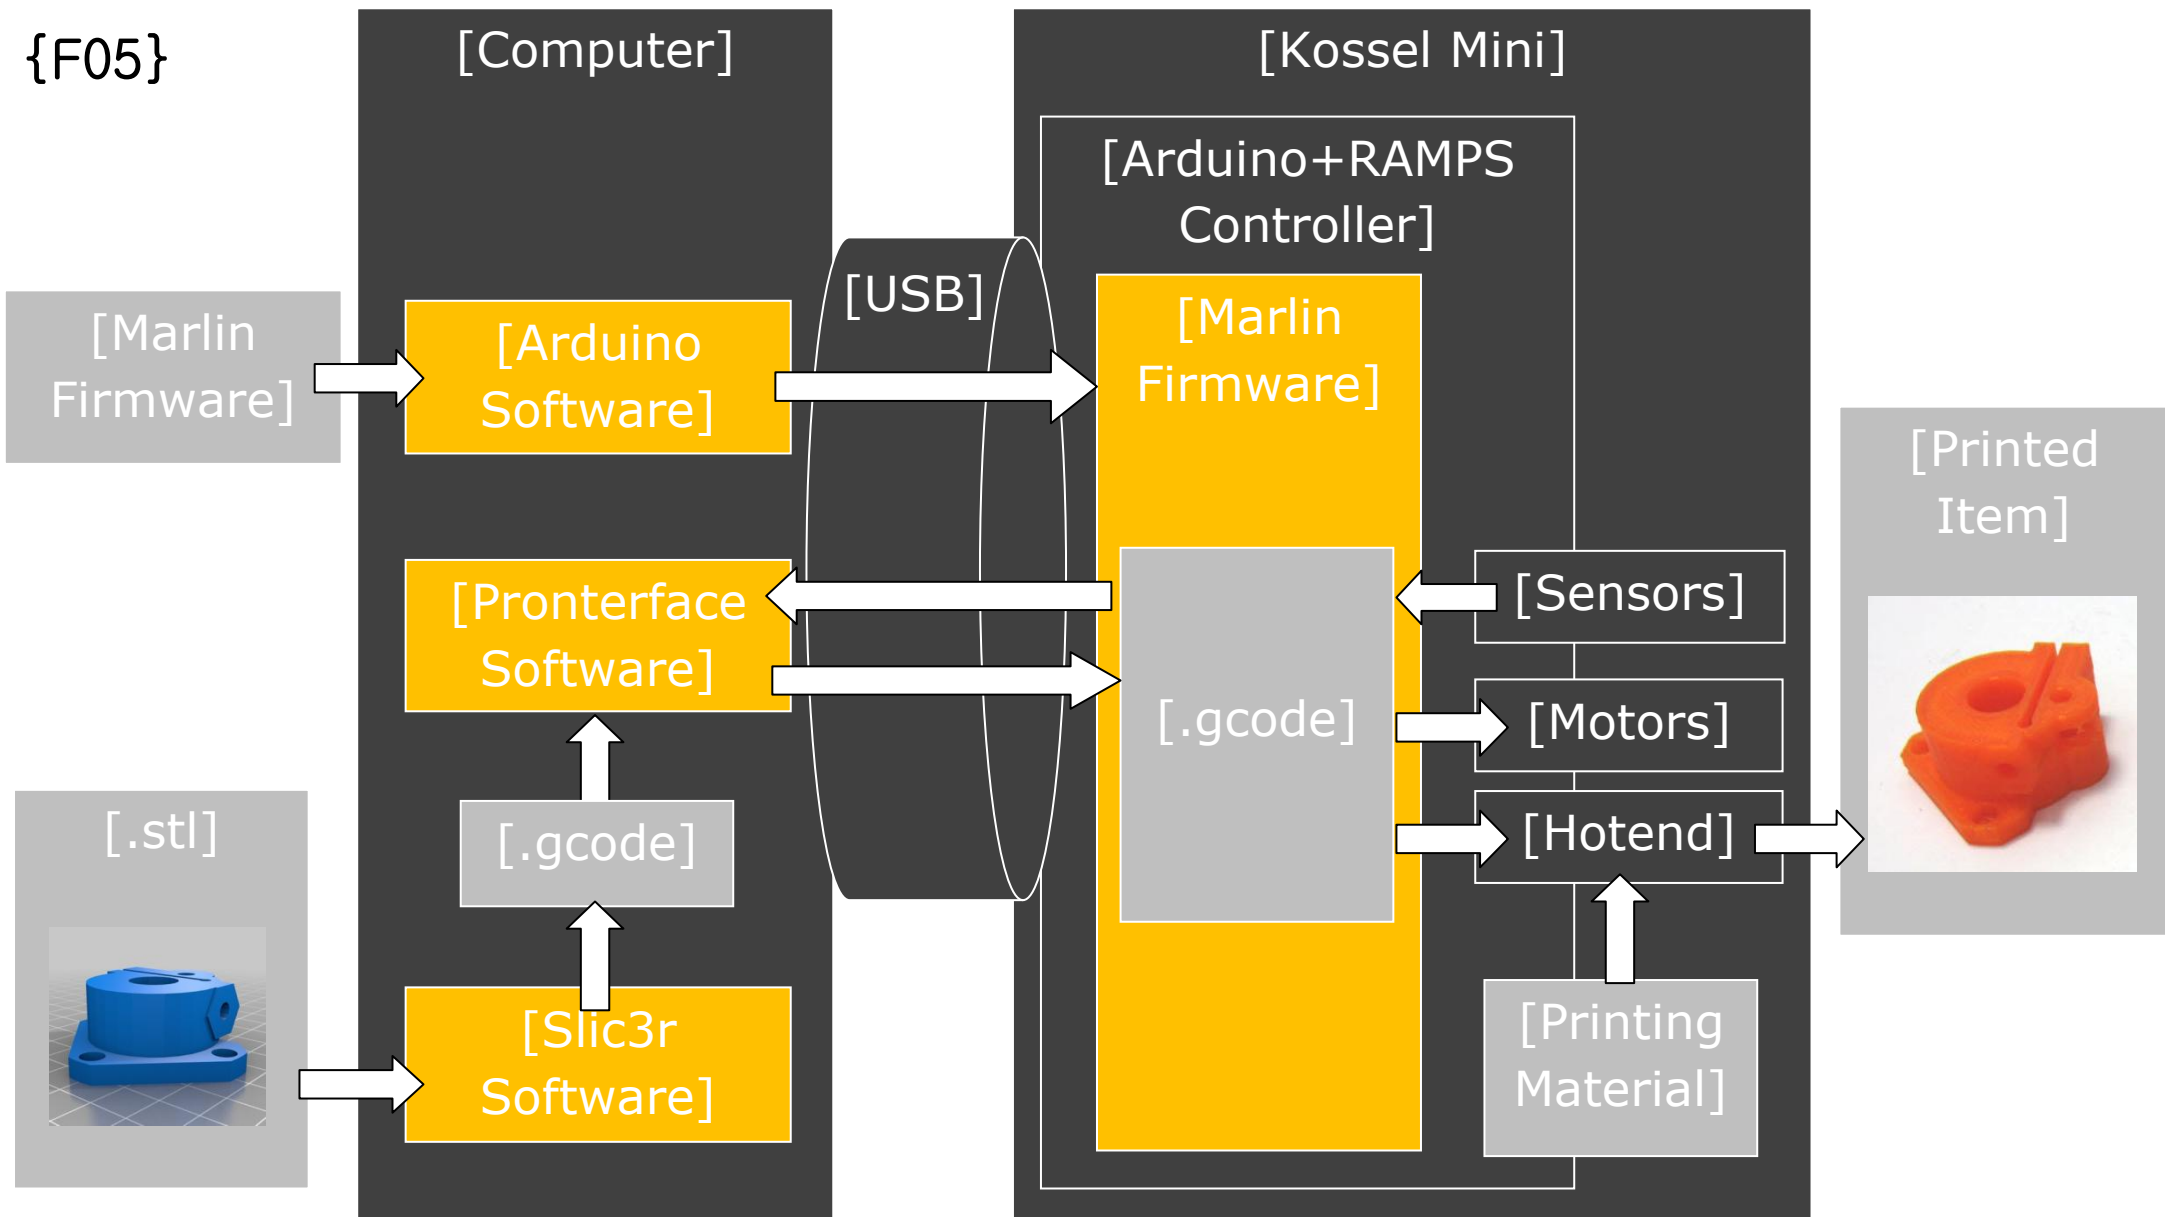 {F05}
[Computer]
[Kossel Mini]
[Arduino+RAMPS
Controller]
[USB]
[Marlin
Firmware]
[Arduino
Software]
[Marlin
Firmware]
[Printed
Item]
[Pronterface
Software]
[Sensors]
[.gcode]
[Motors]
[Hotend]
[.stl]
[.gcode]
[Slic3r
Software]
[Printing
Material]